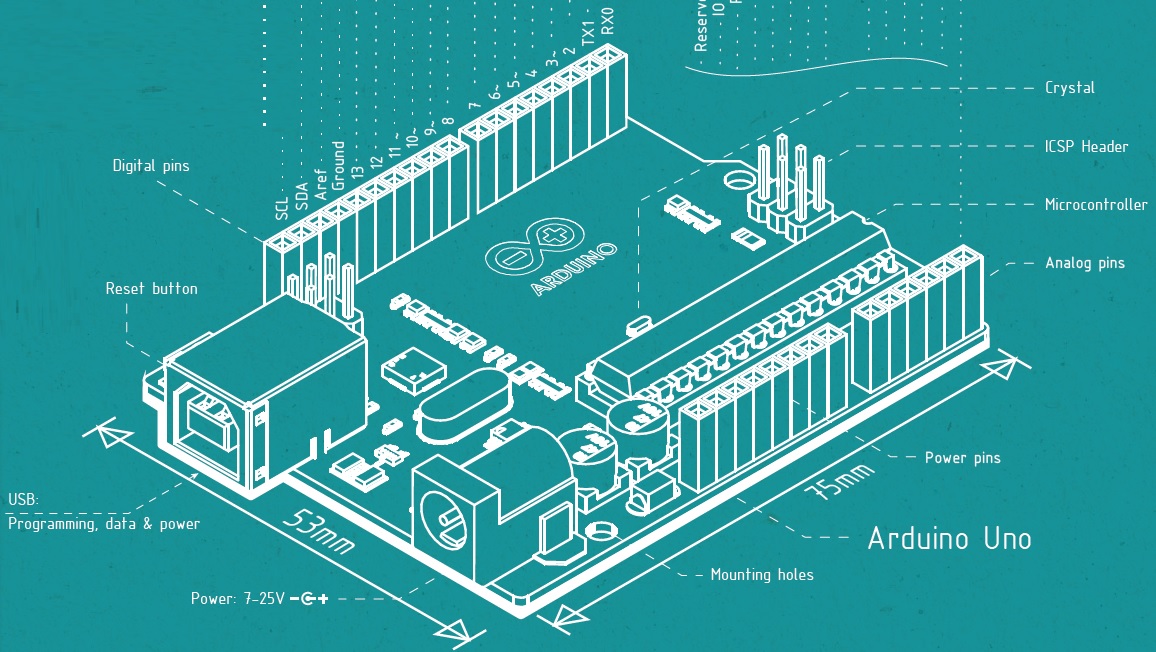 Reserv
IO
RX0
TX1
2
3~
4
5~
6~
7
8
9~
10~
11~
12
13
Ground
Aref
SDA
SCL
Crystal
ICSP Header
Microcontroller
Analog pins
Digital pins
Reset button
ARDUINO
USB:
Programming, data & power
53mm
75mm
Power pins
Arduino Uno
Mounting holes
Power: 7-25V